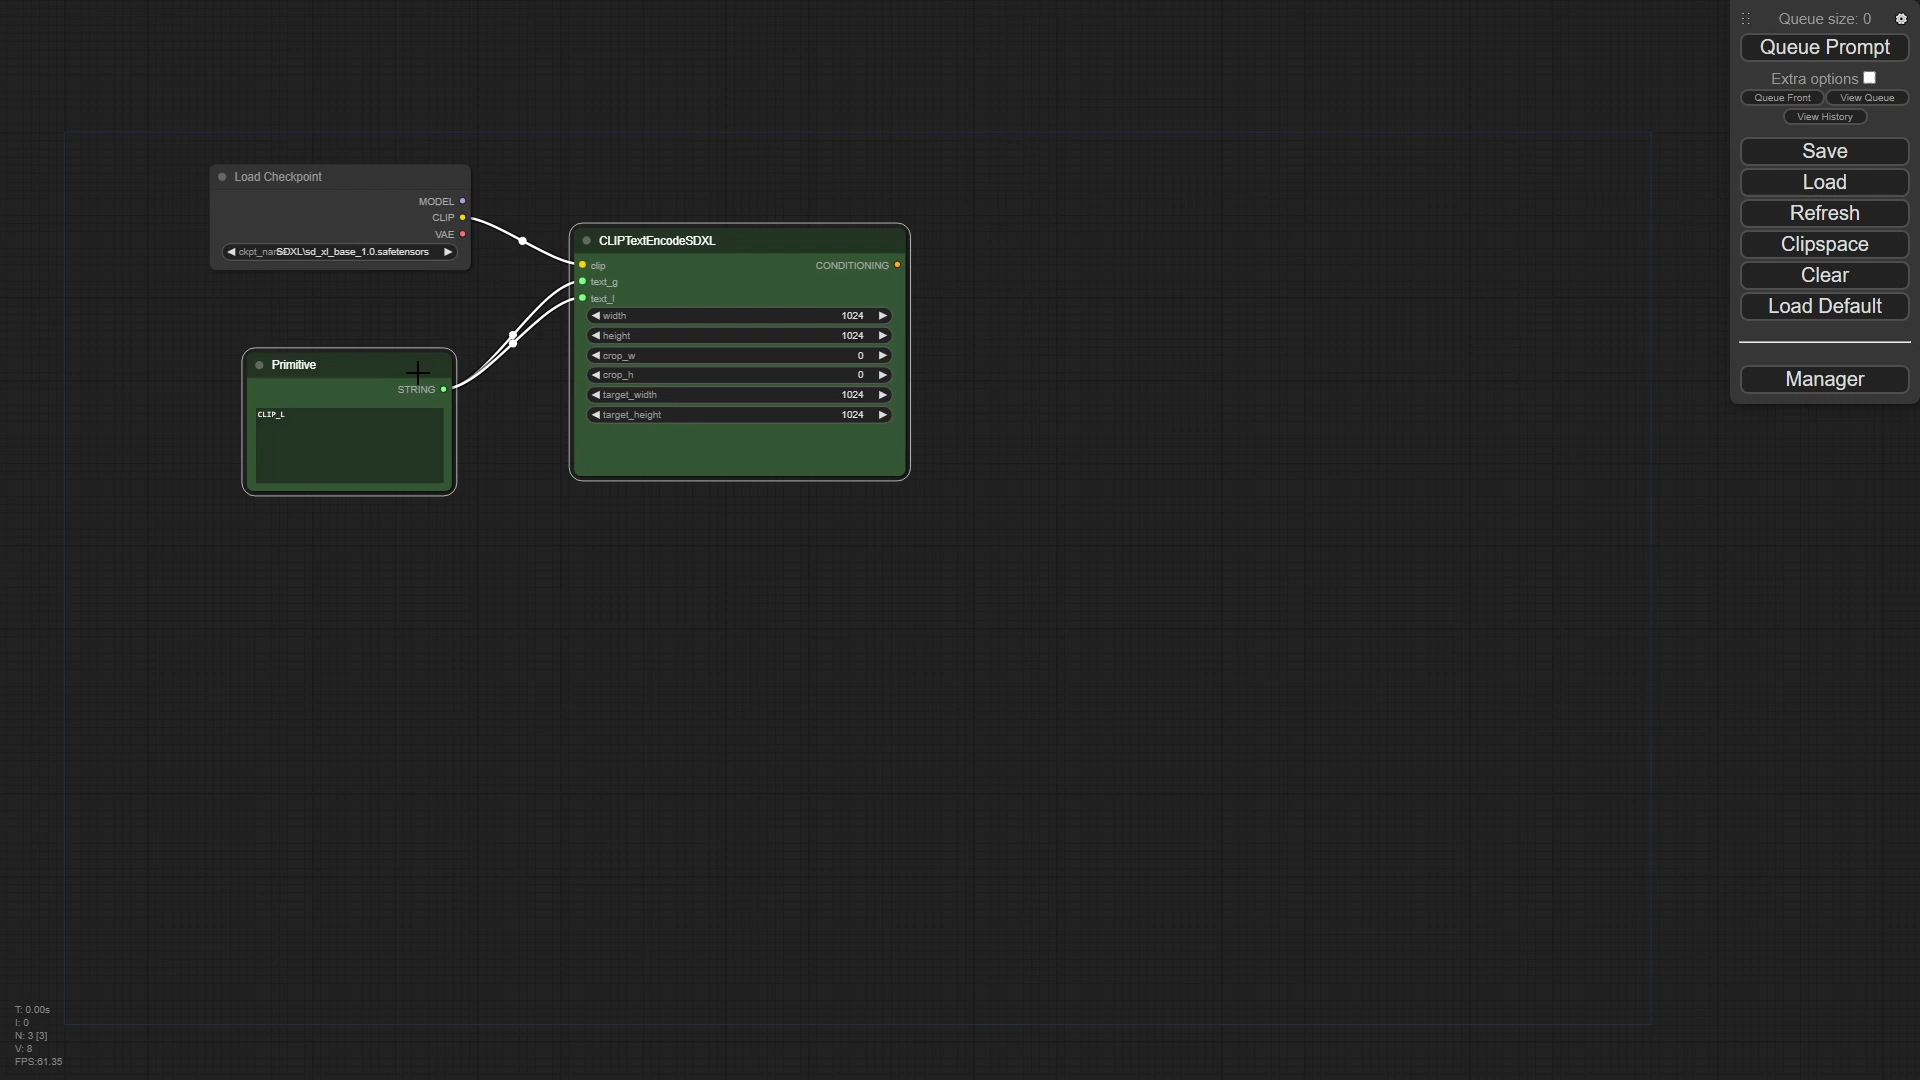 Queue size: 0
Queue Prompt
Extra options
Queue Front
View Queue
View History
Save
Load
Refresh
Clipspace
Clear
Load Default
Manager
Load Checkpoint
MODEL
CLIP
VAE
SDXL\sd_xl_base_1.0.safetensors
CLIPTextEncodeSDXL
clip
CONDITIONING
text_g
text_l
width 1024
height 1024
crop_w 0
crop_h 0
target_width 1024
target_height 1024
Primitive
STRING
CLIP_L
T: 0.00s
I: 0
N: 3 [3]
V: 8
FPS:61.35